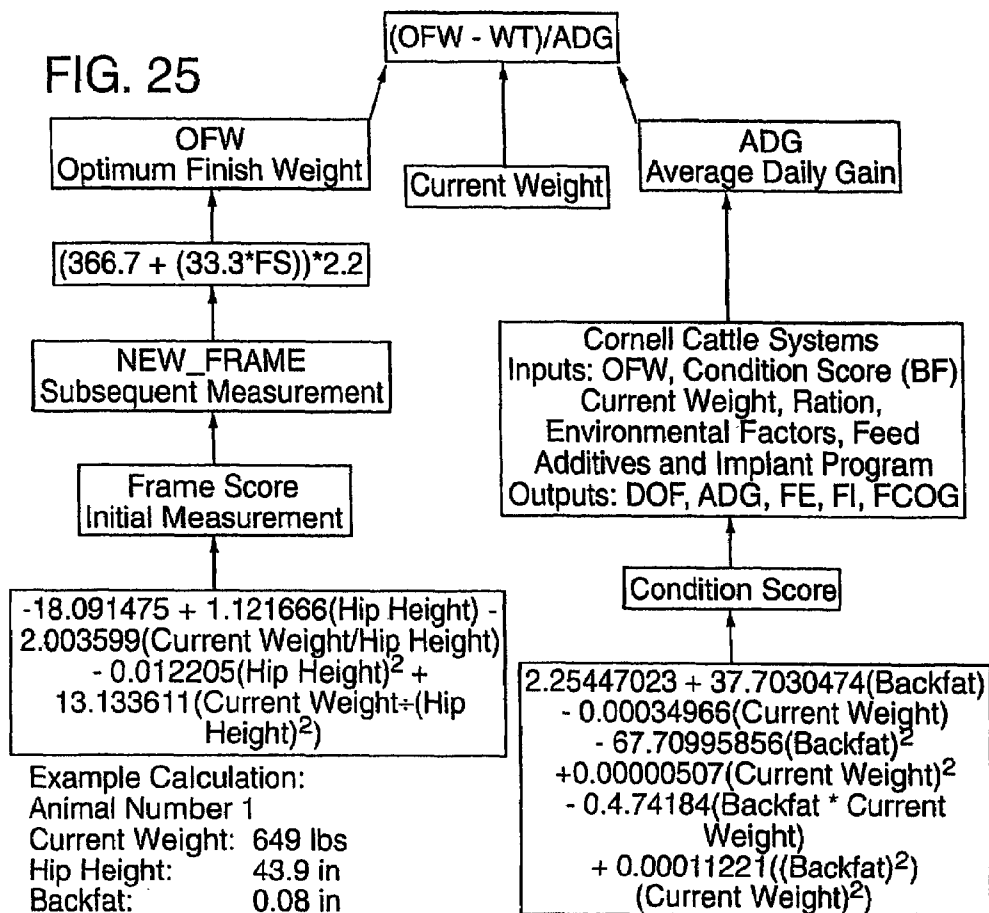 FIG. 25
(OFW - WT)/ADG
OFW
Optimum Finish Weight
Current Weight
ADG
Average Daily Gain
(366.7 + (33.3*FS))*2.2
NEW_FRAME
Subsequent Measurement
Frame Score
Initial Measurement
-18.091475 + 1.121666(Hip Height) -
2.003599(Current Weight/Hip Height)
- 0.012205(Hip Height)² +
13.133611(Current Weight÷(Hip
Height)²)
Example Calculation:
Animal Number 1
Current Weight: 649 lbs
Hip Height: 43.9 in
Backfat: 0.08 in
Cornell Cattle Systems
Inputs: OFW, Condition Score (BF)
Current Weight, Ration,
Environmental Factors, Feed
Additives and Implant Program
Outputs: DOF, ADG, FE, FI, FCOG
Condition Score
2.25447023 + 37.7030474(Backfat)
- 0.00034966(Current Weight)
- 67.70995856(Backfat)²
+0.00000507(Current Weight)²
- 0.4.74184(Backfat * Current
Weight)
+ 0.00011221((Backfat)²)
(Current Weight)²)